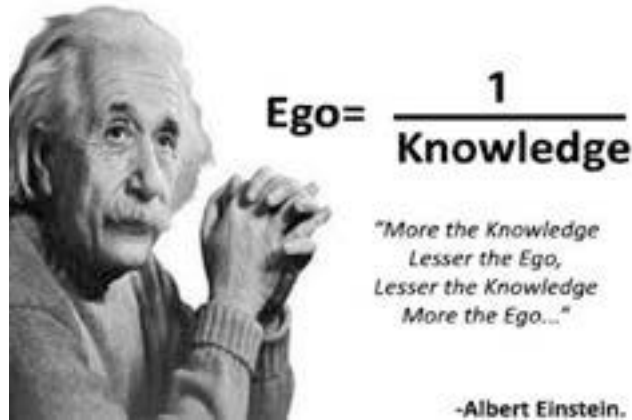 Ego= 1
Knowledge
"More the Knowledge
Lesser the Ego,
Lesser the Knowledge
More the Ego..."
-Albert Einstein.